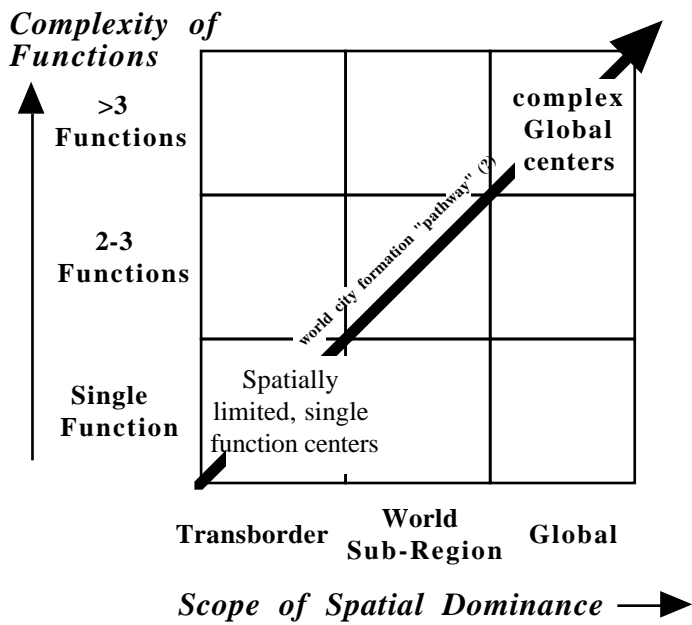 Complexity of
Functions
>3
Functions
complex
Global
centers
world city formation "pathway" (?)
2-3
Functions
Single
Function
Spatially
limited, single
function centers
Transborder
World
Sub-Region
Global
Scope of Spatial Dominance